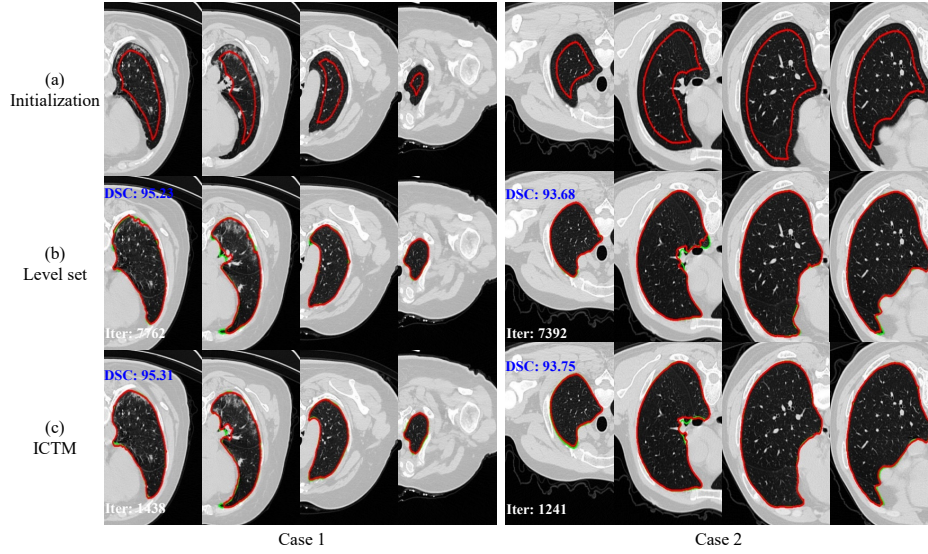 (a)
Initialization
DSC: 95.23
DSC: 93.68
(b)
Level set
Iter: 7762
Iter: 7392
DSC: 95.31
DSC: 93.75
(c)
ICTM
Iter: 1438
Iter: 1241
Case 1
Case 2